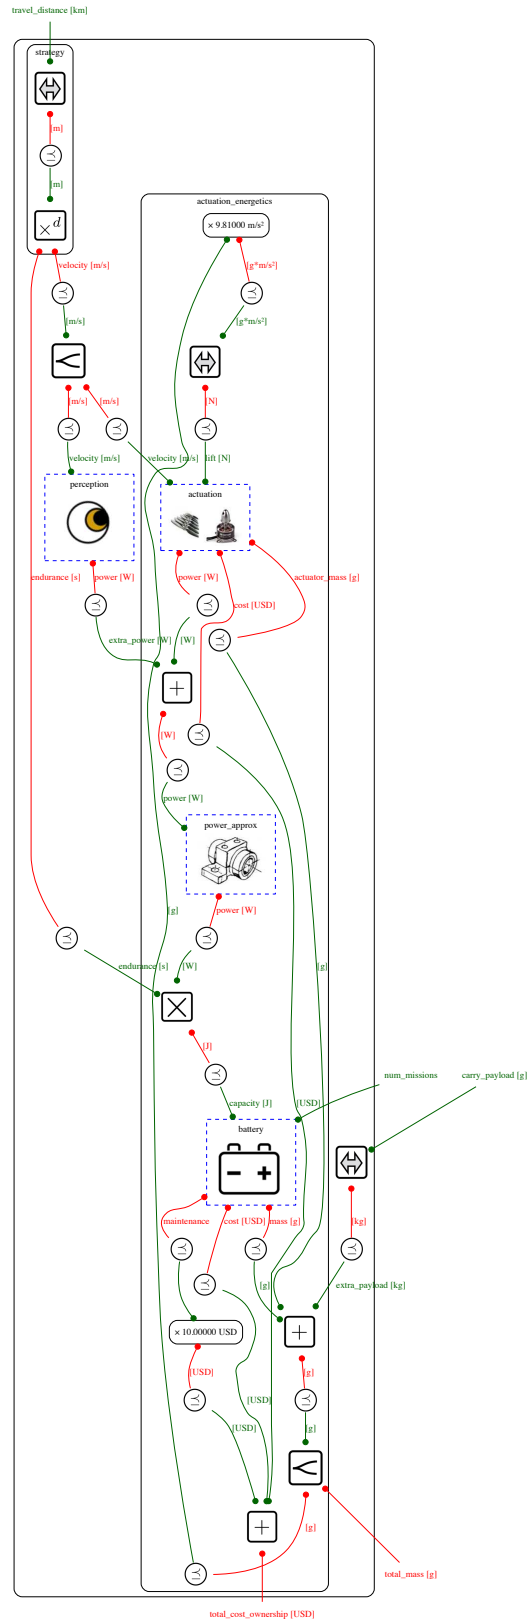 travel_distance [km]
strategy
[m]
[m]
× d
actuation_energetics
× 9.81000 m/s²
velocity [m/s]
[g*m/s²]
[m/s]
[g*m/s²]
[m/s]
[m/s]
[N]
velocity [m/s]
velocity [m/s]
lift [N]
perception
actuation
endurance [s]
power [W]
power [W]
actuator_mass [g]
cost [USD]
extra_power [W]
[W]
[W]
power [W]
power_approx
[g]
power [W]
endurance [s]
[W]
[g]
[J]
num_missions
carry_payload [g]
capacity [J]
[USD]
battery
maintenance
cost [USD]
mass [g]
[kg]
[g]
extra_payload [kg]
× 10.00000 USD
[USD]
[g]
[USD]
[USD]
[g]
[g]
total_mass [g]
total_cost_ownership [USD]